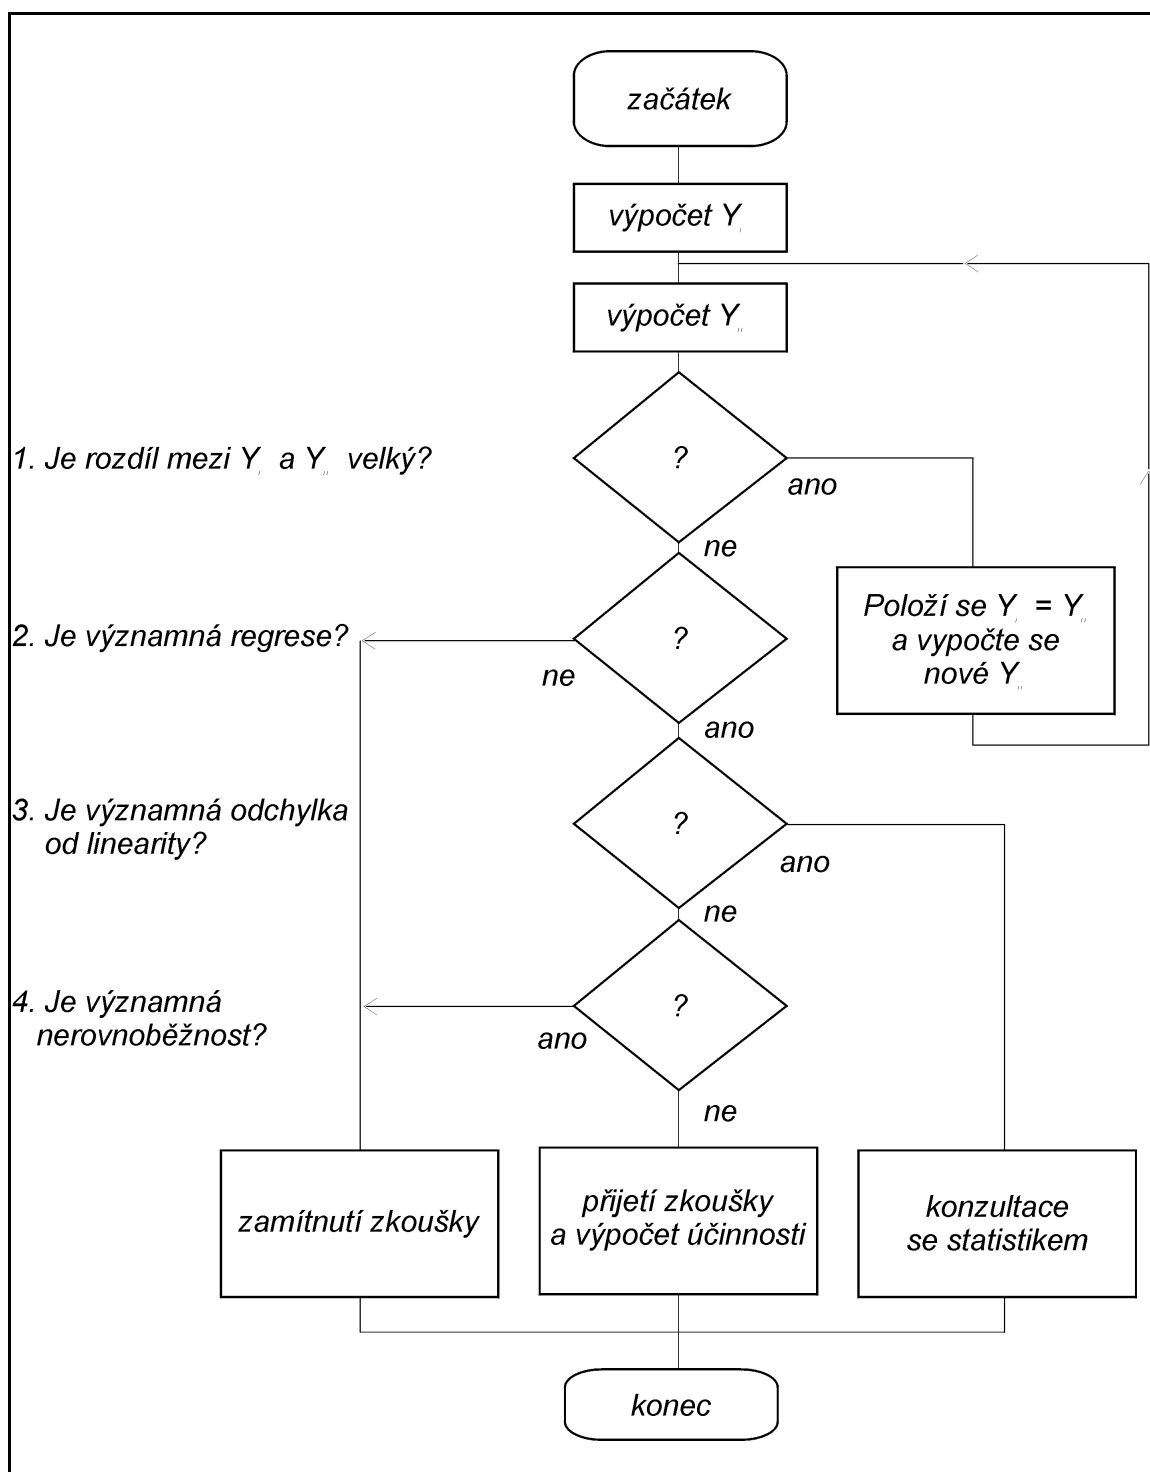 začátek
výpočet Y,
výpočet Y,,
1. Je rozdíl mezi Y, a Y,, velký?
?
ano
ne
Položí se Y, = Y,,
a vypočte se
nové Y,,
2. Je významná regrese?
?
ne
ano
3. Je významná odchylka
od linearity?
?
ano
ne
4. Je významná
nerovnoběžnost?
?
ano
ne
zamítnutí zkoušky
přijetí zkoušky
a výpočet účinnosti
konzultace
se statistikem
konec